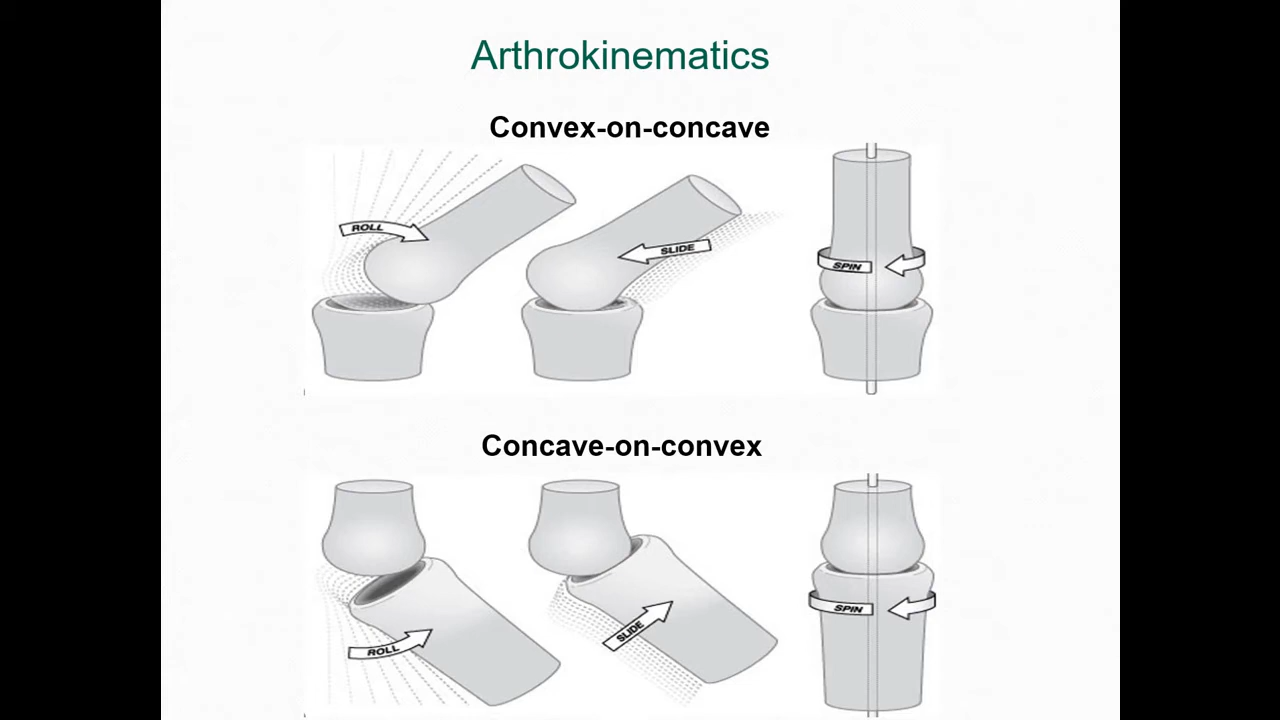 Arthrokinematics
Convex-on-concave
ROLL
SLIDE
SPIN
Concave-on-convex
ROLL
SLIDE
SPIN